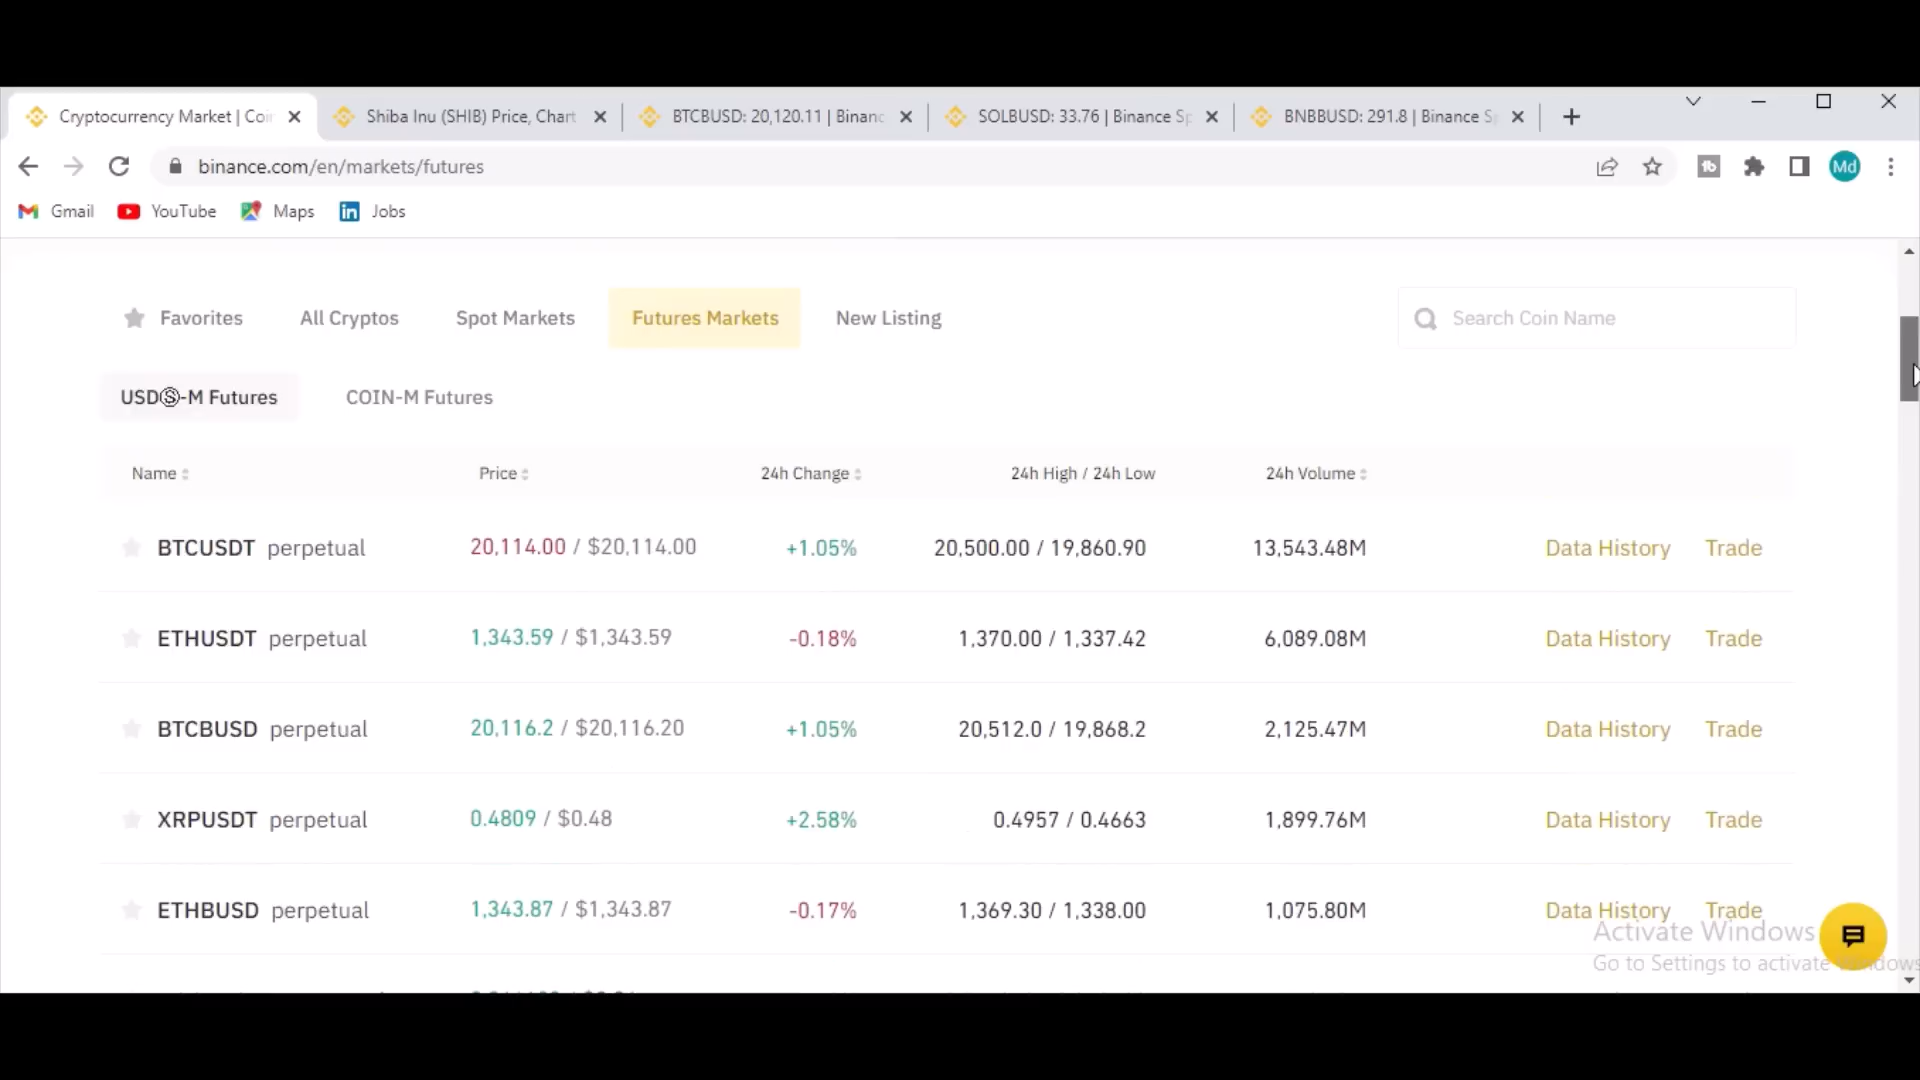 Cryptocurrency Market | Coi
Shiba Inu (SHIB) Price, Chart
BTCBUSD: 20,120.11 | Binanc
SOLBUSD: 33.76 | Binance Sp
BNBBUSD: 291.8 | Binance S
binance.com/en/markets/futures
Md
Gmail
YouTube
Maps
Jobs
Favorites
All Cryptos
Spot Markets
Futures Markets
New Listing
Search Coin Name
USDⓈ-M Futures
COIN-M Futures
Name
Price
24h Change
24h High / 24h Low
24h Volume
BTCUSDT perpetual 20,114.00 / $20,114.00 +1.05% 20,500.00 / 19,860.90 13,543.48M Data History Trade
ETHUSDT perpetual 1,343.59 / $1,343.59 -0.18% 1,370.00 / 1,337.42 6,089.08M Data History Trade
BTCBUSD perpetual 20,116.2 / $20,116.20 +1.05% 20,512.0 / 19,868.2 2,125.47M Data History Trade
XRPUSDT perpetual 0.4809 / $0.48 +2.58% 0.4957 / 0.4663 1,899.76M Data History Trade
ETHBUSD perpetual 1,343.87 / $1,343.87 -0.17% 1,369.30 / 1,338.00 1,075.80M Data History Trade
Activate Windows
Go to Settings to activate Windows